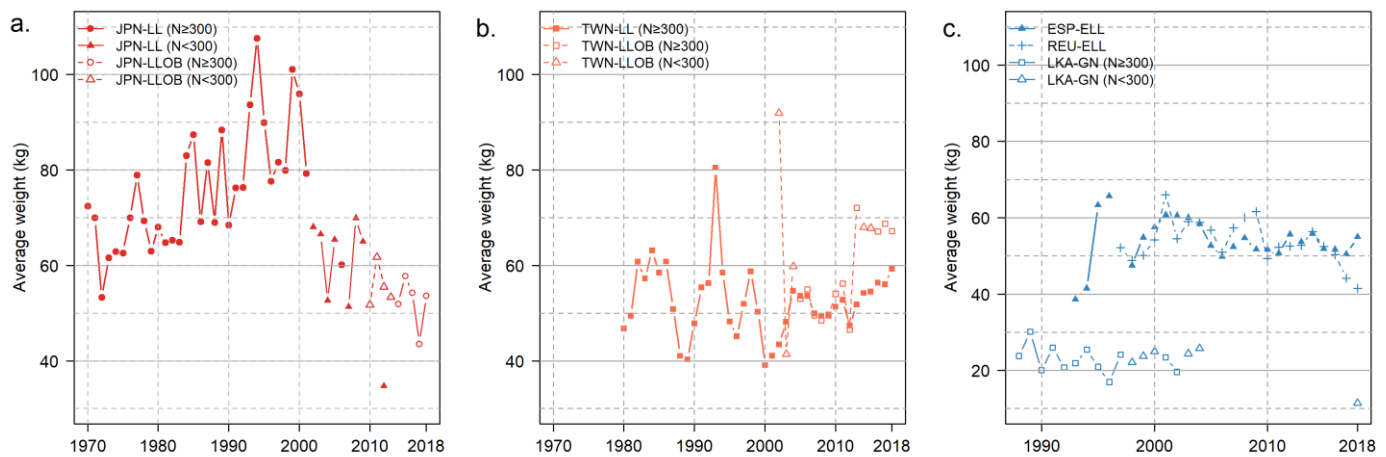 a.
JPN-LL (N≥300)
JPN-LL (N<300)
JPN-LLOB (N≥300)
JPN-LLOB (N<300)
Average weight (kg)
100
80
60
40
1970 1980 1990 2000 2010 2018
b.
TWN-LL (N≥300)
TWN-LLOB (N≥300)
TWN-LLOB (N<300)
Average weight (kg)
100
80
60
40
1970 1980 1990 2000 2010 2018
c.
ESP-ELL
REU-ELL
LKA-GN (N≥300)
LKA-GN (N<300)
Average weight (kg)
100
80
60
40
20
1990 2000 2010 2018